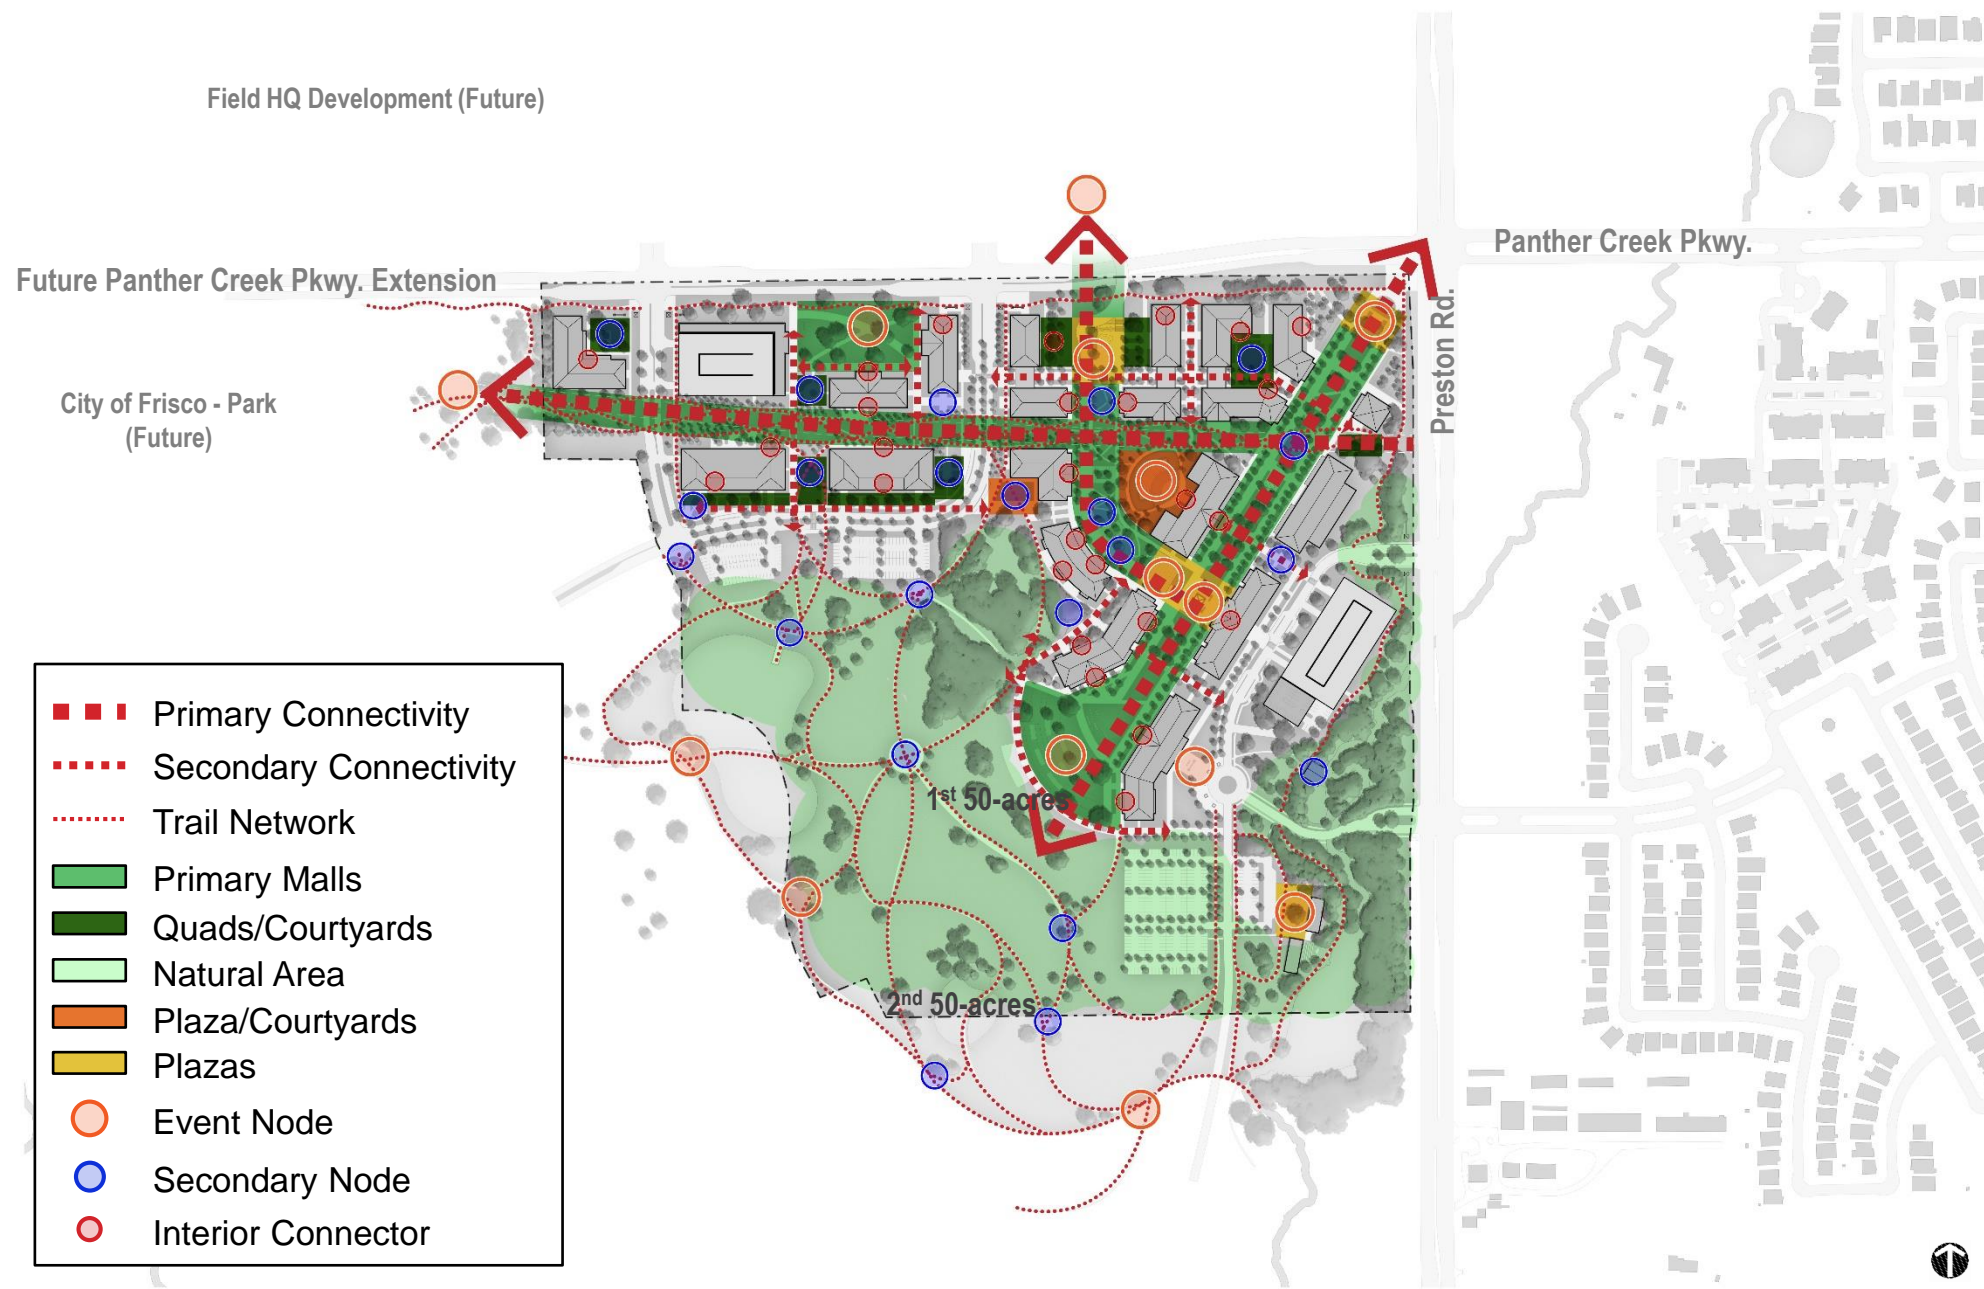 Field HQ Development (Future)
Panther Creek Pkwy.
Future Panther Creek Pkwy. Extension
Preston Rd.
City of Frisco - Park
(Future)
1st 50-acres
2nd 50-acres
Primary Connectivity
Secondary Connectivity
Trail Network
Primary Malls
Quads/Courtyards
Natural Area
Plaza/Courtyards
Plazas
Event Node
Secondary Node
Interior Connector